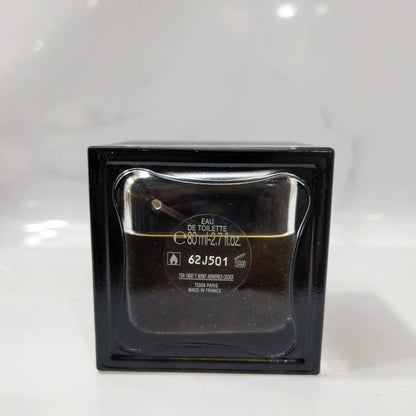 EAU
DE TOILETTE
℮ 80 ml-2.7 fl.oz.
62J501
75008 PARIS
MADE IN FRANCE